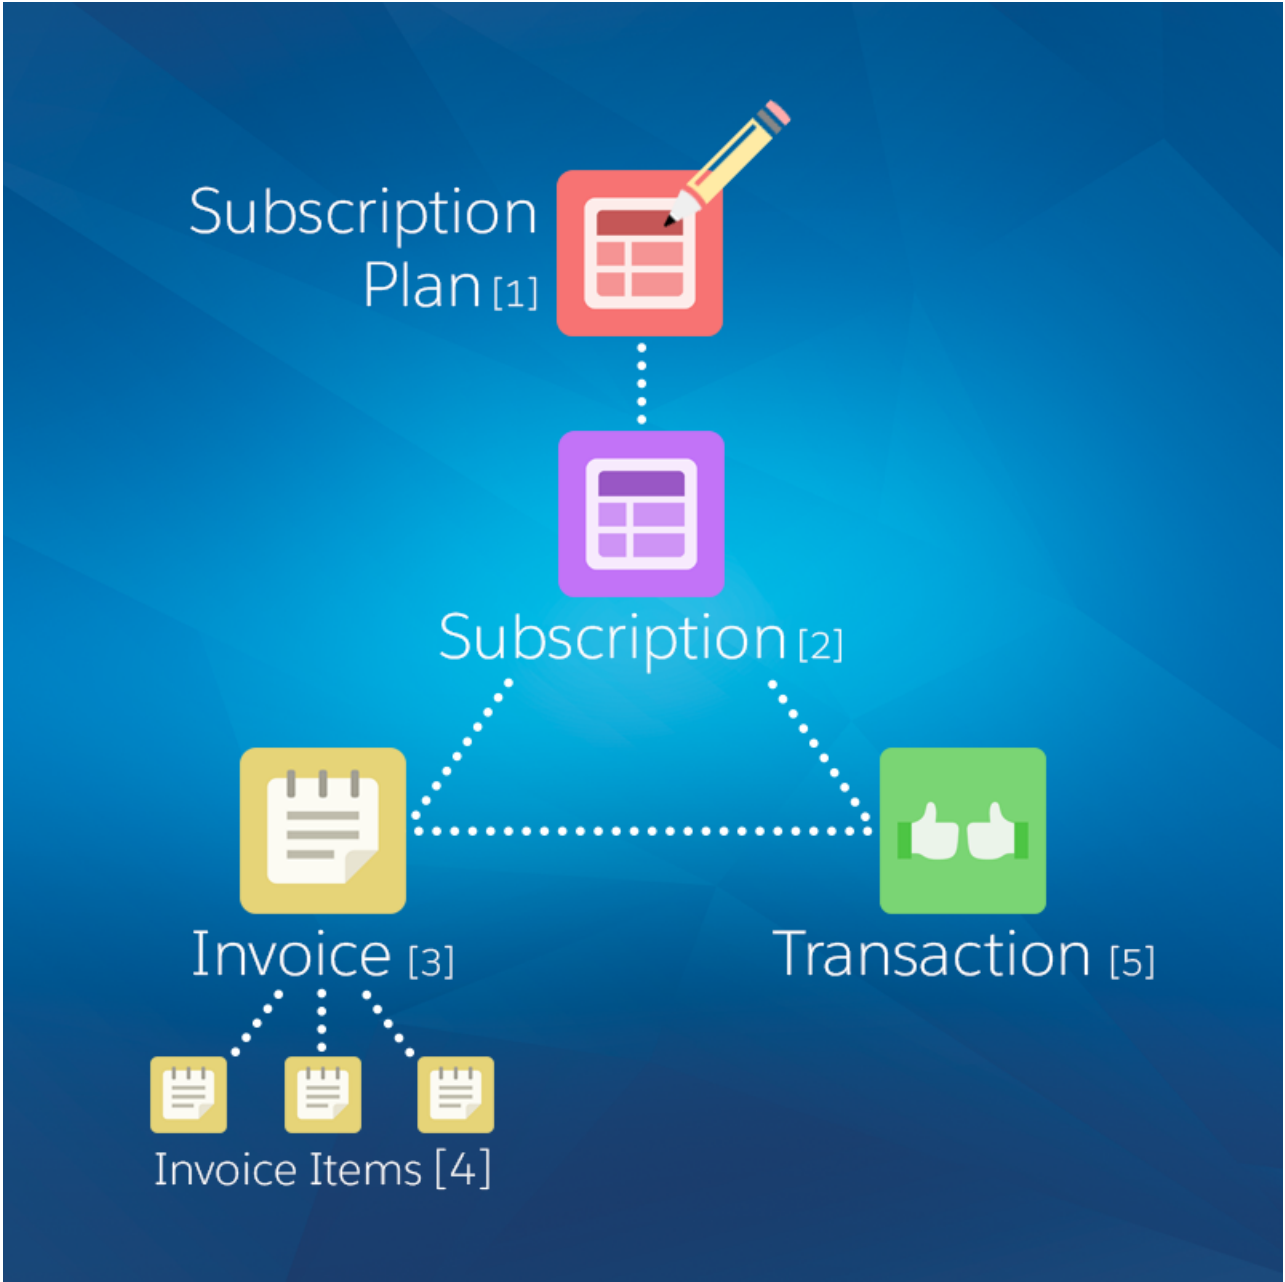 Subscription
Plan [1]
Subscription [2]
Invoice [3]
Transaction [5]
Invoice Items [4]